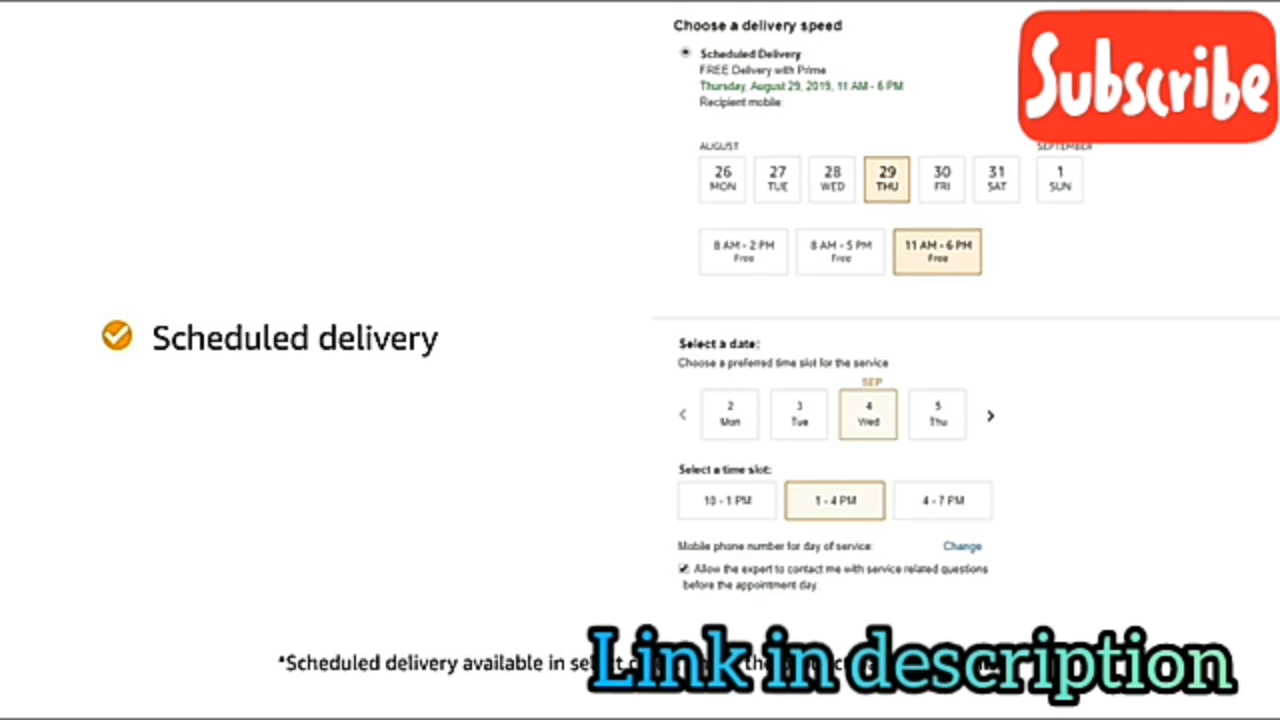 Choose a delivery speed
Subscribe
Scheduled Delivery
FREE Delivery with Prime
Thursday, August 29, 2019, 11 AM - 6 PM
Recipient mobile:
AUGUST
SEPTEMBER
26 27 28 29 30 31 1
MON TUE WED THU FRI SAT SUN
8 AM - 2 PM 8 AM - 5 PM 11 AM - 6 PM
Free Free Free
Scheduled delivery
Select a date:
Choose a preferred time slot for the service
SEP
2 3 4 5
Mon Tue Wed Thu
Select a time slot:
10 - 1 PM 1 - 4 PM 4 - 7 PM
Mobile phone number for day of service: Change
Allow the expert to contact me with service related questions
before the appointment day
*Scheduled delivery available in select
Link in description